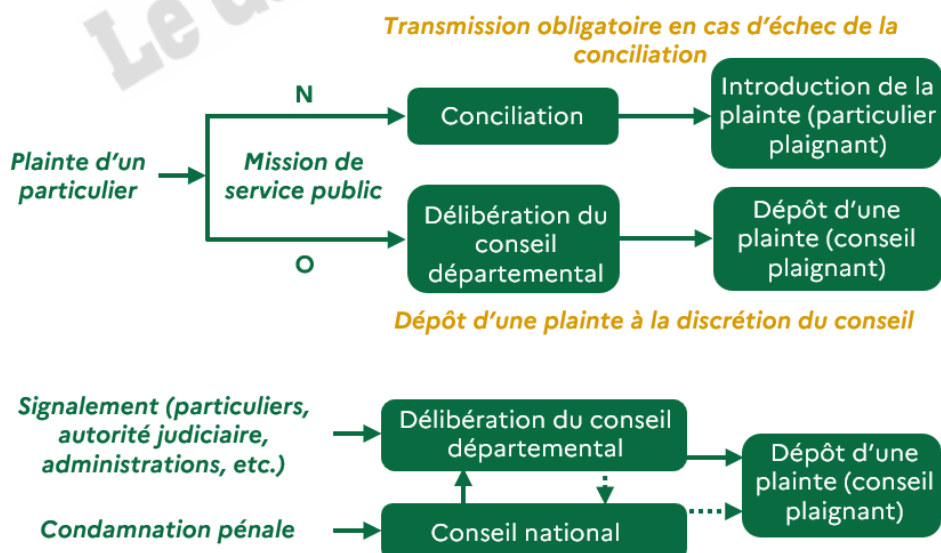 Transmission obligatoire en cas d'échec de la
conciliation
N
Conciliation
Introduction de la
plainte (particulier
plaignant)
Plainte d'un
particulier
Mission de
service public
Délibération du
conseil
départemental
Dépôt d'une
plainte (conseil
plaignant)
O
Dépôt d'une plainte à la discrétion du conseil
Signalement (particuliers,
autorité judiciaire,
administrations, etc.)
Délibération du conseil
départemental
Dépôt d'une
plainte (conseil
plaignant)
Condamnation pénale
Conseil national